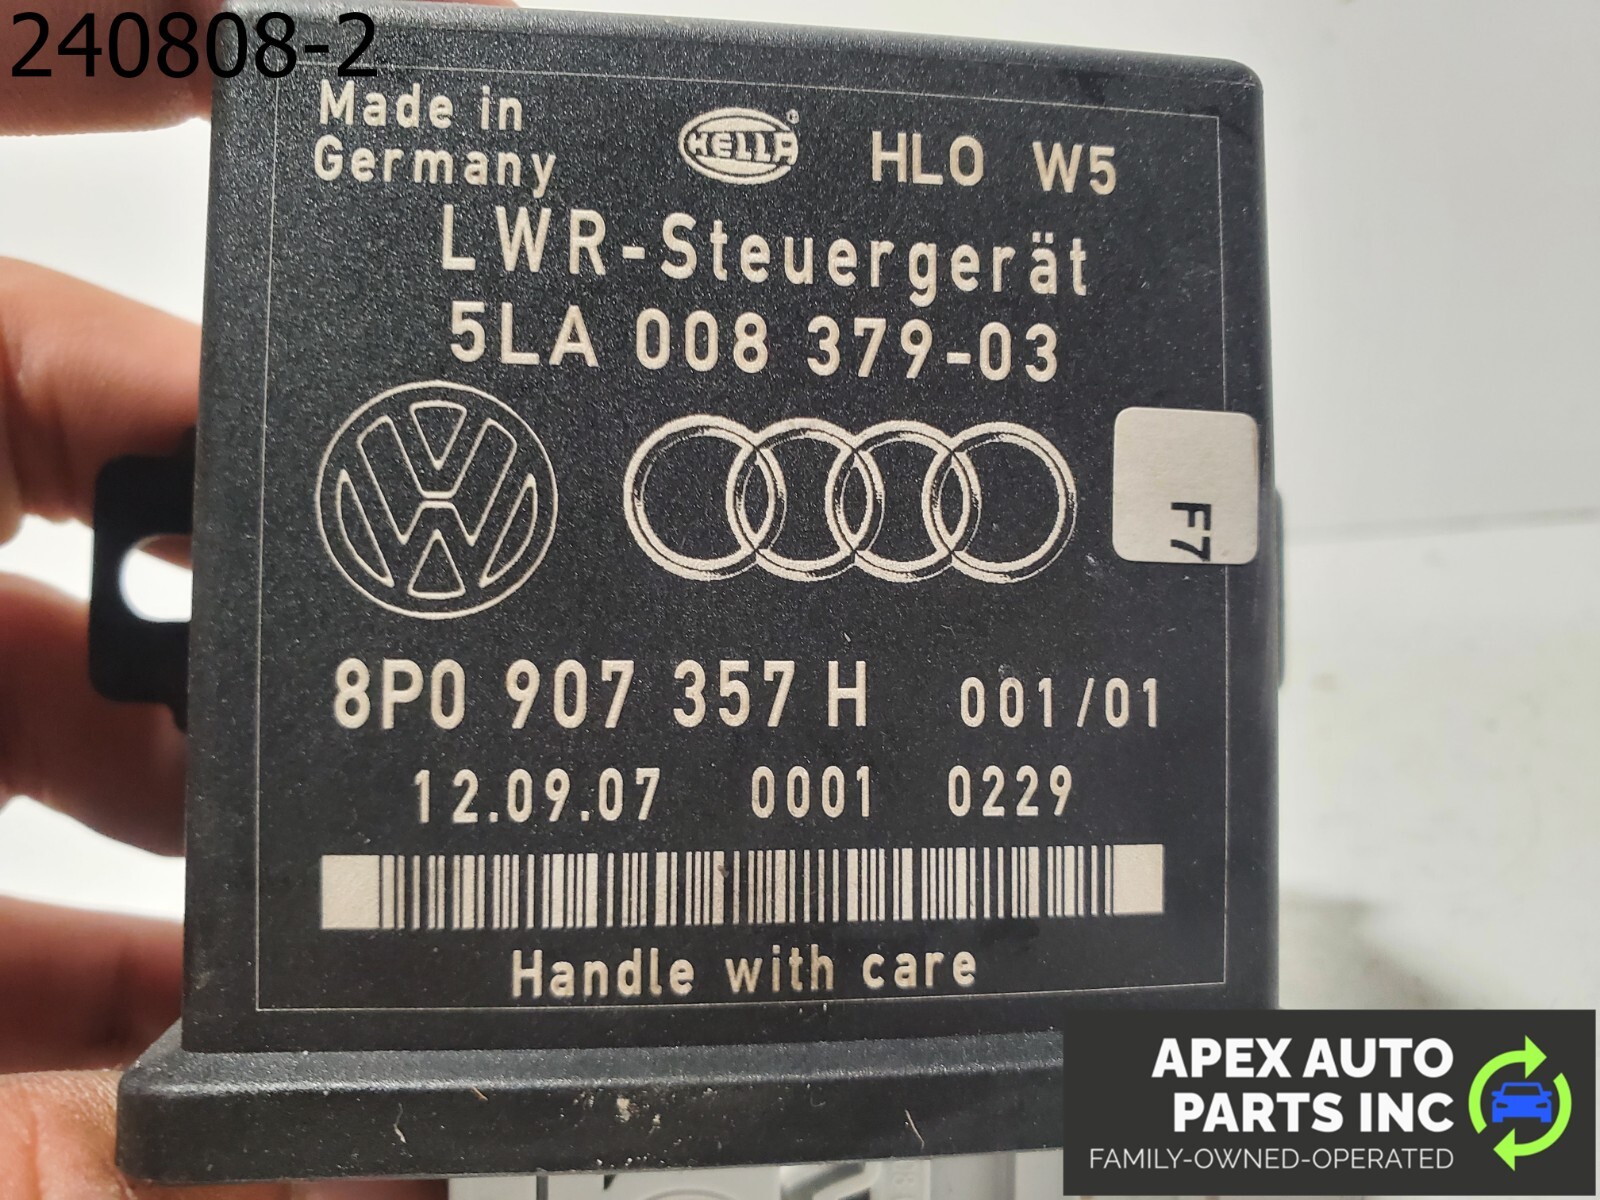 240808-2
Made in
Germany
HELLA® HLO W5
LWR-Steuergerät
5LA 008 379-03
F7
8P0 907 357 H 001/01
12.09.07 0001 0229
Handle with care
APEX AUTO
PARTS INC
FAMILY-OWNED-OPERATED